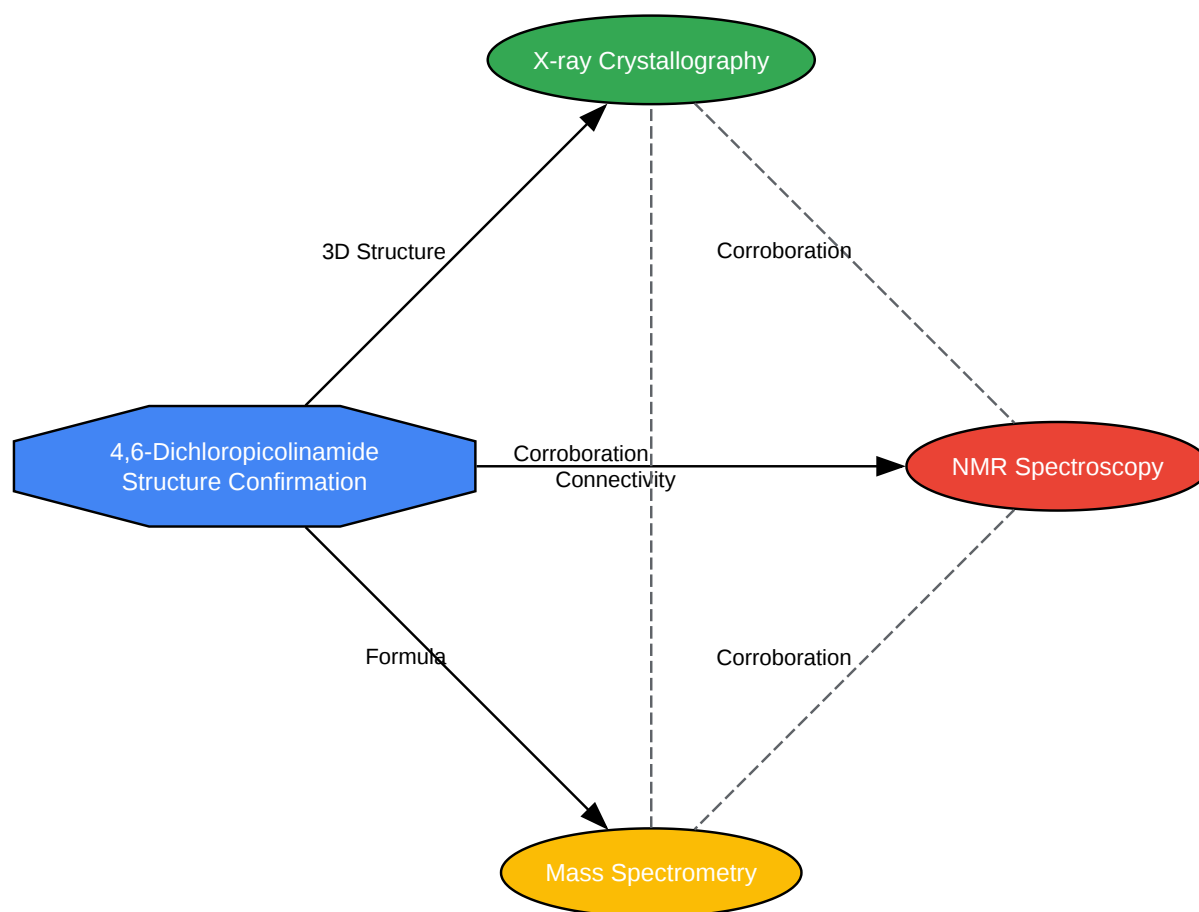 X-ray Crystallography
3D Structure
Corroboration
4,6-Dichloropicolinamide
Structure Confirmation
Corroboration
Connectivity
NMR Spectroscopy
Formula
Corroboration
Mass Spectrometry